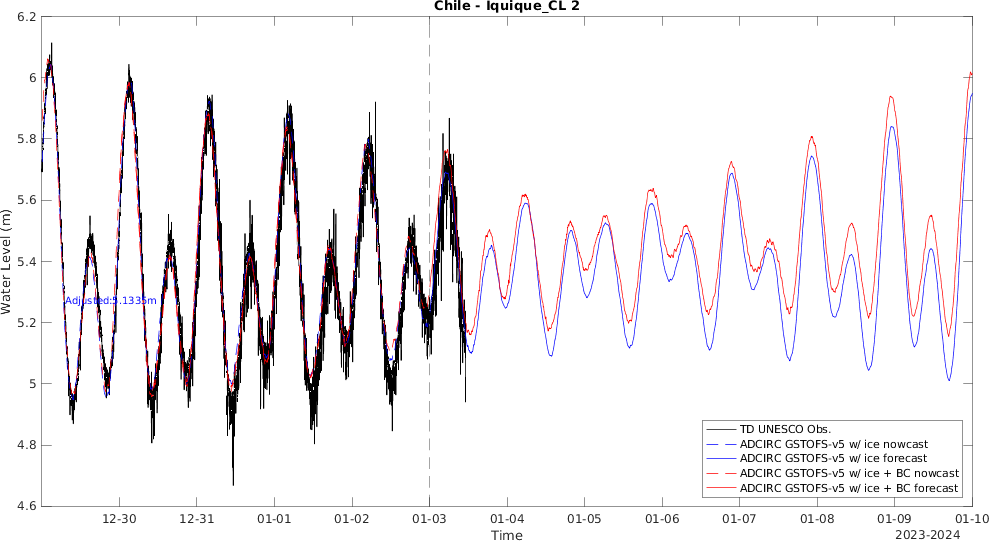 Chile - Iquique_CL 2
6.2
6
5.8
5.6
5.4
5.2
5
4.8
4.6
Water Level (m)
Adjusted:5.1335m
TD UNESCO Obs.
ADCIRC GSTOFS-v5 w/ ice nowcast
ADCIRC GSTOFS-v5 w/ ice forecast
ADCIRC GSTOFS-v5 w/ ice + BC nowcast
ADCIRC GSTOFS-v5 w/ ice + BC forecast
12-30 12-31 01-01 01-02 01-03 01-04 01-05 01-06 01-07 01-08 01-09 01-10
Time
2023-2024